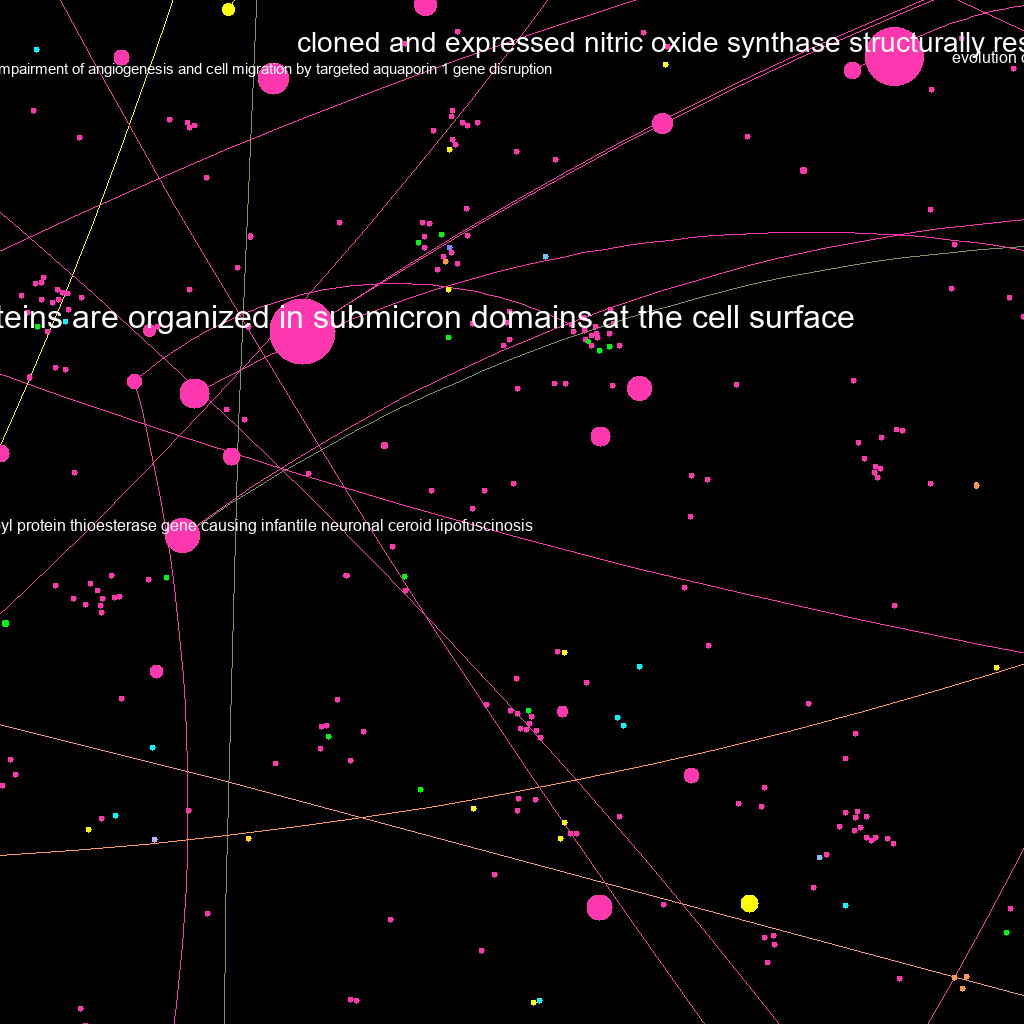 cloned and expressed nitric oxide synthase structurally res
mpairment of angiogenesis and cell migration by targeted aquaporin 1 gene disruption
evolution
teins are organized in submicron domains at the cell surface
yl protein thioesterase gene causing infantile neuronal ceroid lipofuscinosis